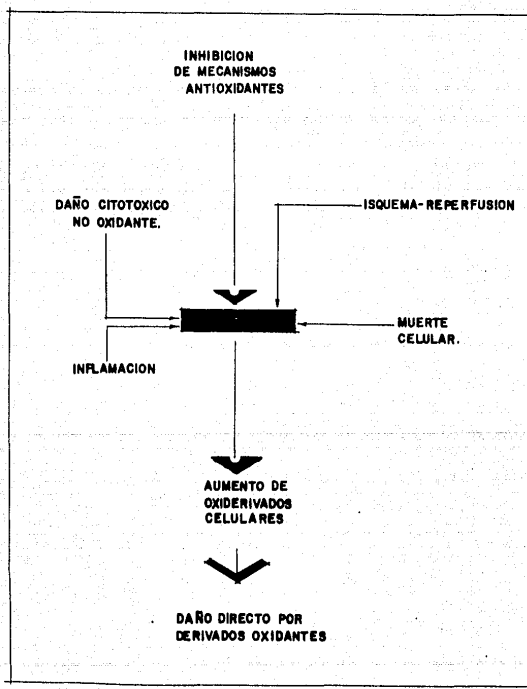 INHIBICION
DE MECANISMOS
ANTIOXIDANTES
DAÑO CITOTOXICO
NO OXIDANTE.
ISQUEMA-REPERFUSION
MUERTE
CELULAR.
INFLAMACION
AUMENTO DE
OXIDERIVADOS
CELULARES
DAÑO DIRECTO POR
DERIVADOS OXIDANTES